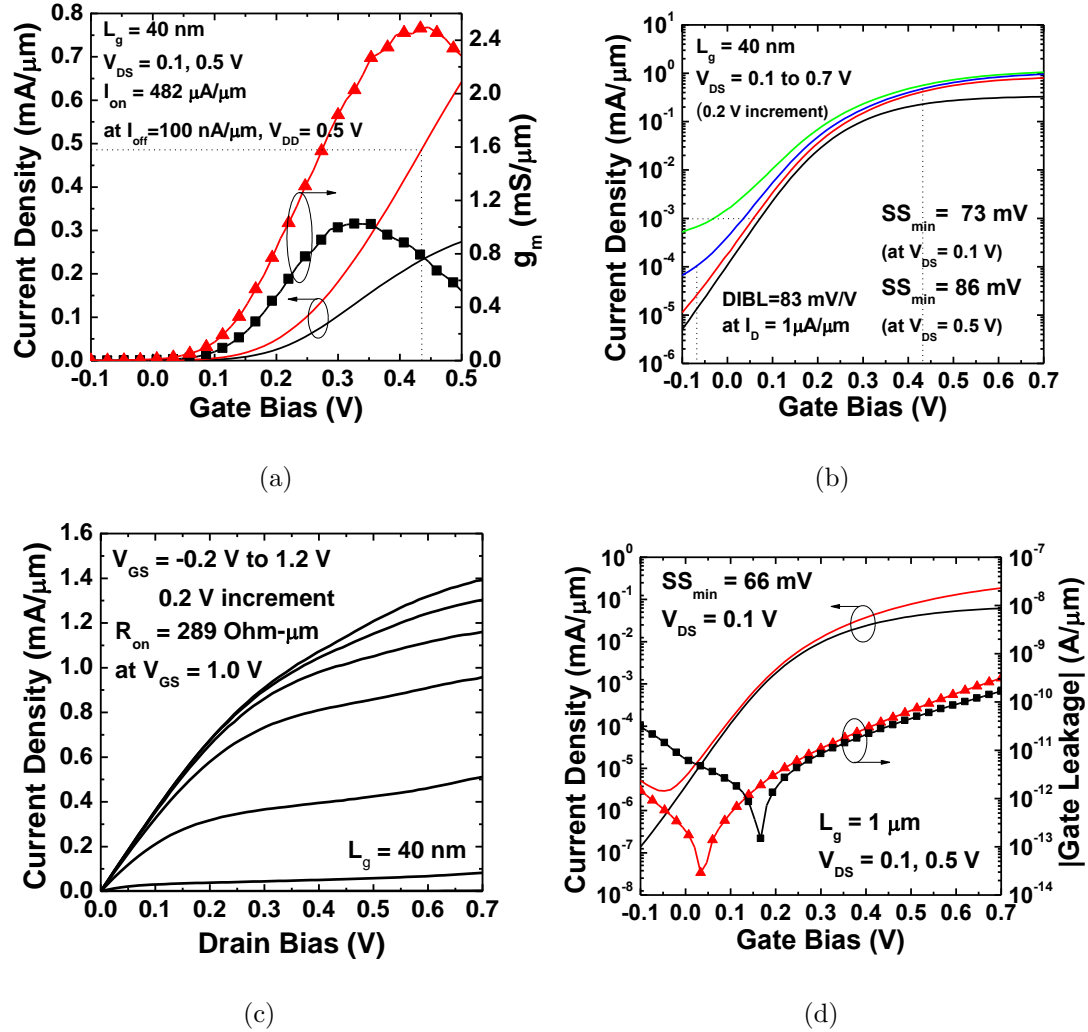 L_g = 40 nm
V_DS = 0.1, 0.5 V
I_on = 482 μA/μm
at I_off=100 nA/μm, V_DD= 0.5 V
Current Density (mA/μm)
0.8
0.7
0.6
0.5
0.4
0.3
0.2
0.1
0.0
g_m (mS/μm)
2.4
2.0
1.6
1.2
0.8
0.4
0.0
-0.1 0.0 0.1 0.2 0.3 0.4 0.5
Gate Bias (V)
(a)
L_g = 40 nm
V_DS = 0.1 to 0.7 V
(0.2 V increment)
Current Density (mA/μm)
10^1
10^0
10^-1
10^-2
10^-3
10^-4
10^-5
10^-6
SS_min = 73 mV
(at V_DS= 0.1 V)
SS_min = 86 mV
(at V_DS= 0.5 V)
DIBL=83 mV/V
at I_D = 1μA/μm
-0.1 0.0 0.1 0.2 0.3 0.4 0.5 0.6 0.7
Gate Bias (V)
(b)
V_GS = -0.2 V to 1.2 V
0.2 V increment
R_on = 289 Ohm-μm
at V_GS = 1.0 V
L_g = 40 nm
Current Density (mA/μm)
1.6
1.4
1.2
1.0
0.8
0.6
0.4
0.2
0.0
0.0 0.1 0.2 0.3 0.4 0.5 0.6 0.7
Drain Bias (V)
(c)
SS_min = 66 mV
V_DS = 0.1 V
Current Density (mA/μm)
10^0
10^-1
10^-2
10^-3
10^-4
10^-5
10^-6
10^-7
10^-8
|Gate Leakage| (A/μm)
10^-7
10^-8
10^-9
10^-10
10^-11
10^-12
10^-13
10^-14
L_g = 1 μm
V_DS = 0.1, 0.5 V
-0.1 0.0 0.1 0.2 0.3 0.4 0.5 0.6 0.7
Gate Bias (V)
(d)